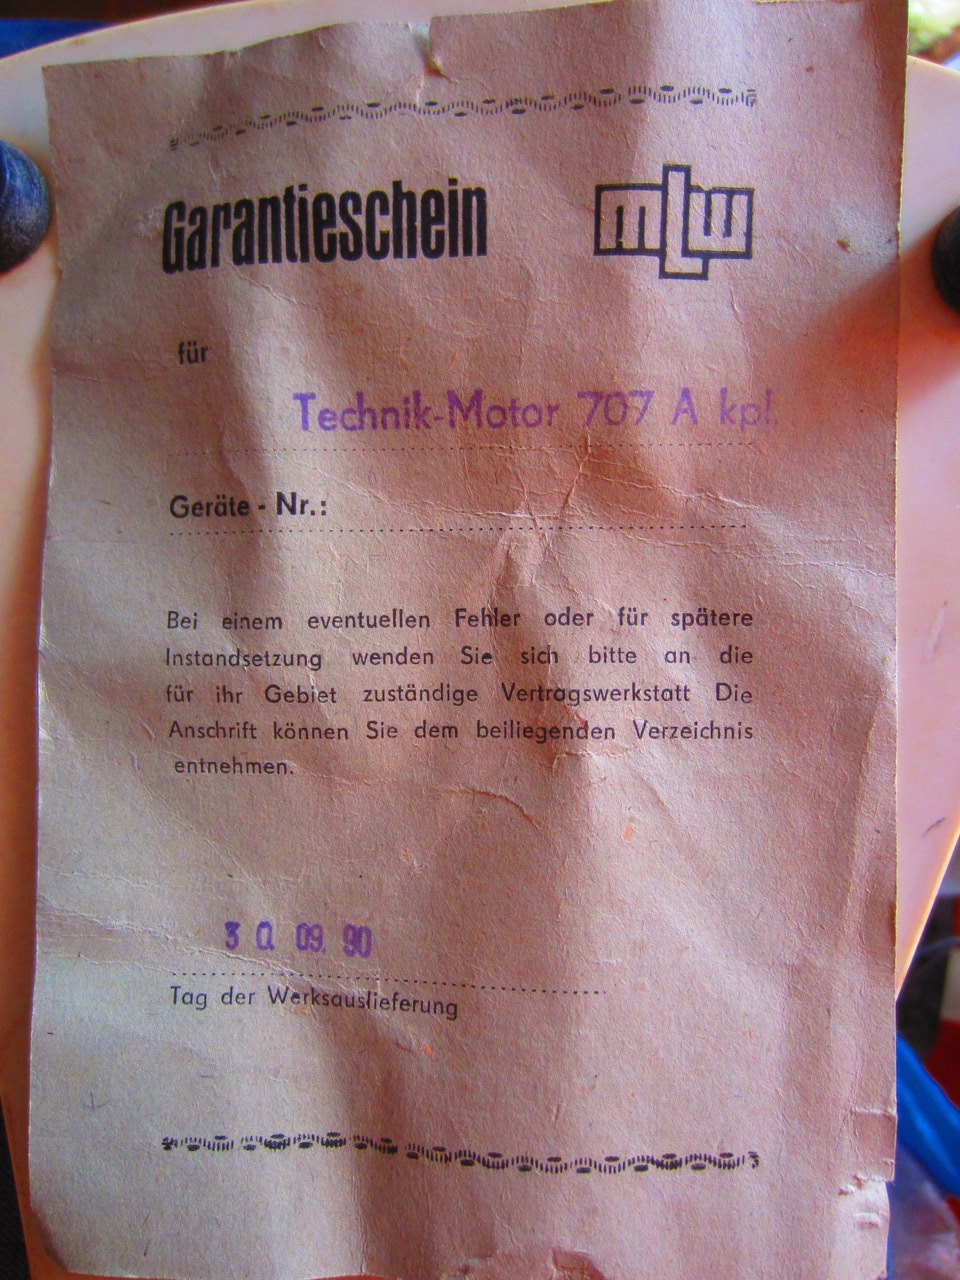 Garantieschein
mlw
für
Technik-Motor 707 A kpl.
Geräte - Nr.:
Bei einem eventuellen Fehler oder für spätere
Instandsetzung wenden Sie sich bitte an die
für ihr Gebiet zuständige Vertragswerkstatt Die
Anschrift können Sie dem beiliegenden Verzeichnis
entnehmen.
30. 09. 90
Tag der Werksauslieferung